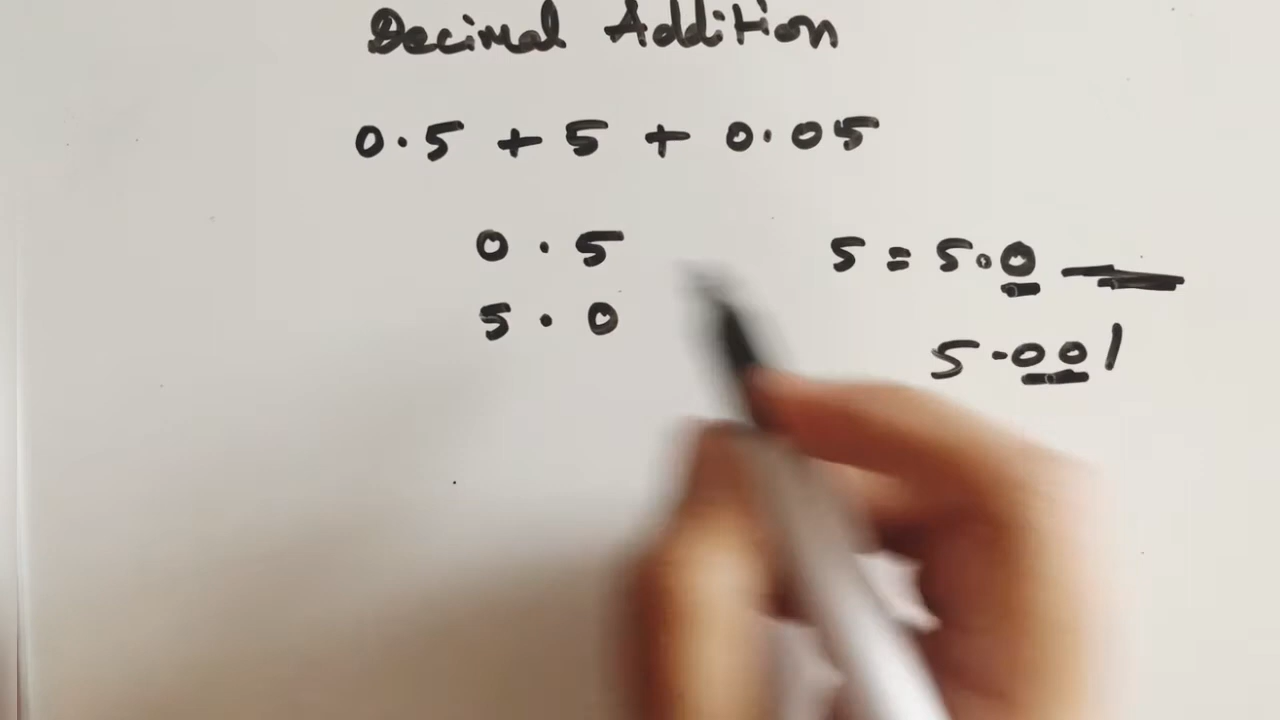 Decimal Addition
0.5 + 5 + 0.05
0.5
5.0
5 = 5.0
5.001